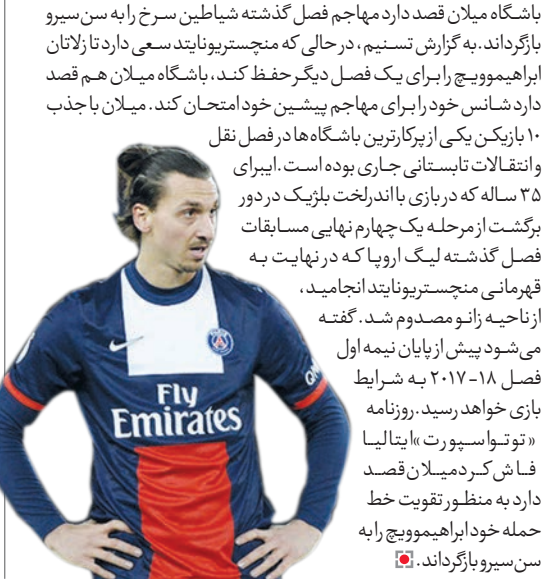 باشگاه میلان قصد دارد مهاجم فصل گذشته شیاطین سرخ را به سن‌سیرو
بازگرداند. به گزارش تسنیم، در حالی که منچستریونایتد سعی دارد تا زلاتان
ابراهیموویچ را برای یک فصل دیگر حفظ کند، باشگاه میلان هم قصد
دارد شانس خود را برای مهاجم پیشین خود امتحان کند. میلان با جذب
۱۰ بازیکن یکی از پرکارترین باشگاه‌ها در فصل نقل
وانتقالات تابستانی جاری بوده است. ایبرای
۳۵ ساله که در بازی با اندرلخت بلژیک در دور
برگشت از مرحله یک‌چهارم نهایی مسابقات
فصل گذشته لیگ اروپا که در نهایت به
قهرمانی منچستریونایتد انجامید،
از ناحیه زانو مصدوم شد. گفته
می‌شود پیش از پایان نیمه اول
فصل ۱۸-۲۰۱۷ به شرایط
بازی خواهد رسید. روزنامه
«توتواسپورت» ایتالیا
فاش کرد میلان قصد
دارد به منظور تقویت خط
حمله خود ابراهیموویچ را به
سن‌سیرو بازگرداند.
Fly
Emirates